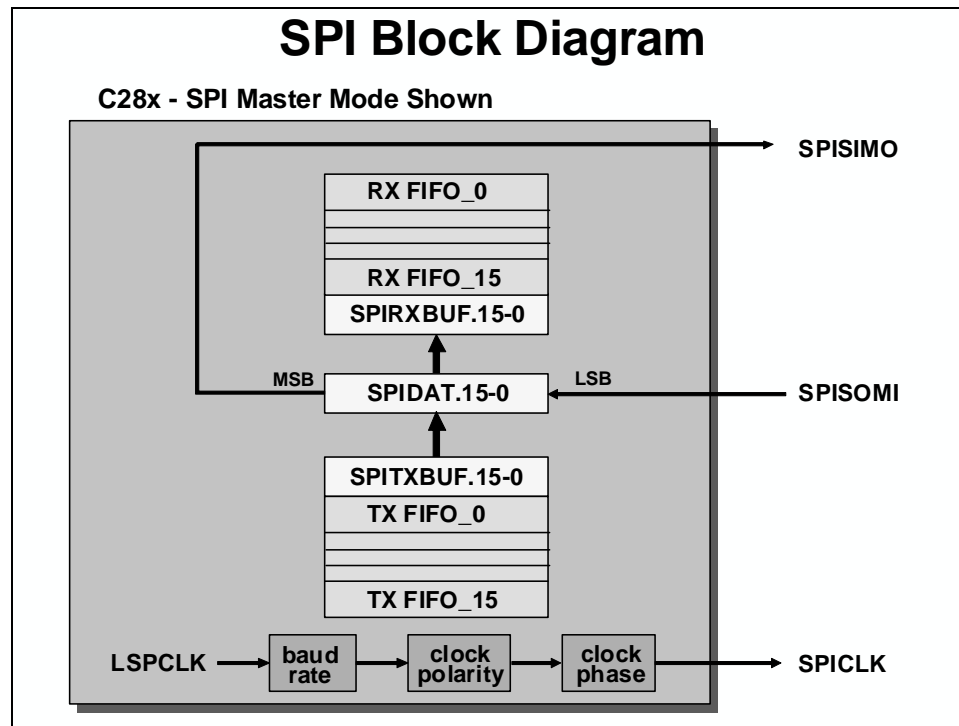 SPI Block Diagram
C28x - SPI Master Mode Shown
SPISIMO
RX FIFO_0
RX FIFO_15
SPIRXBUF.15-0
MSB
SPIDAT.15-0
LSB
SPISOMI
SPITXBUF.15-0
TX FIFO_0
TX FIFO_15
LSPCLK
baud
rate
clock
polarity
clock
phase
SPICLK